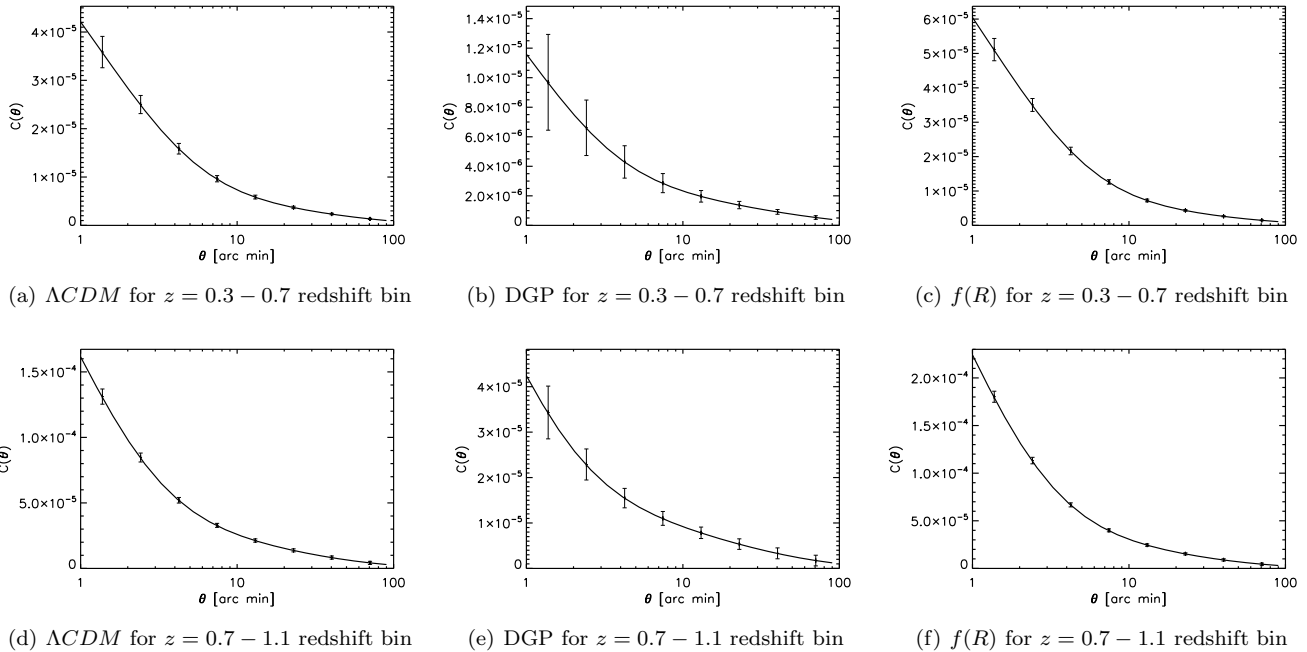 4×10⁻⁵
3×10⁻⁵
2×10⁻⁵
1×10⁻⁵
0
C(θ)
1 10 100
θ [arc min]
(a) ΛCDM for z = 0.3 − 0.7 redshift bin
1.4×10⁻⁵
1.2×10⁻⁵
1.0×10⁻⁵
8.0×10⁻⁶
6.0×10⁻⁶
4.0×10⁻⁶
2.0×10⁻⁶
0
C(θ)
1 10 100
θ [arc min]
(b) DGP for z = 0.3 − 0.7 redshift bin
6×10⁻⁵
5×10⁻⁵
4×10⁻⁵
3×10⁻⁵
2×10⁻⁵
1×10⁻⁵
0
C(θ)
1 10 100
θ [arc min]
(c) f(R) for z = 0.3 − 0.7 redshift bin
1.5×10⁻⁴
1.0×10⁻⁴
5.0×10⁻⁵
0
C(θ)
1 10 100
θ [arc min]
(d) ΛCDM for z = 0.7 − 1.1 redshift bin
4×10⁻⁵
3×10⁻⁵
2×10⁻⁵
1×10⁻⁵
0
C(θ)
1 10 100
θ [arc min]
(e) DGP for z = 0.7 − 1.1 redshift bin
2.0×10⁻⁴
1.5×10⁻⁴
1.0×10⁻⁴
5.0×10⁻⁵
0
C(θ)
1 10 100
θ [arc min]
(f) f(R) for z = 0.7 − 1.1 redshift bin